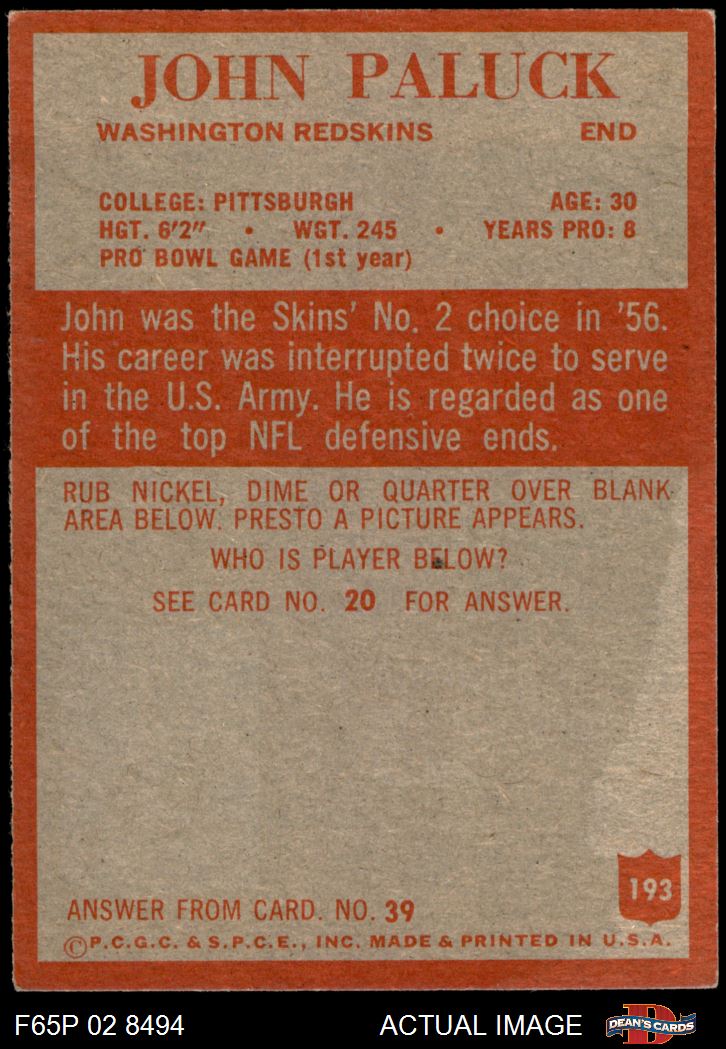 JOHN PALUCK
WASHINGTON REDSKINS END
COLLEGE: PITTSBURGH AGE: 30
HGT. 6'2" • WGT. 245 • YEARS PRO: 8
PRO BOWL GAME (1st year)
John was the Skins' No. 2 choice in '56.
His career was interrupted twice to serve
in the U.S. Army. He is regarded as one
of the top NFL defensive ends.
RUB NICKEL, DIME OR QUARTER OVER BLANK
AREA BELOW. PRESTO A PICTURE APPEARS.
WHO IS PLAYER BELOW?
SEE CARD NO. 20 FOR ANSWER.
193
ANSWER FROM CARD. NO. 39
©P.C.G.C. & S.P.C.E., INC. MADE & PRINTED IN U.S.A.
F65P 02 8494 ACTUAL IMAGE D DEAN'S CARDS